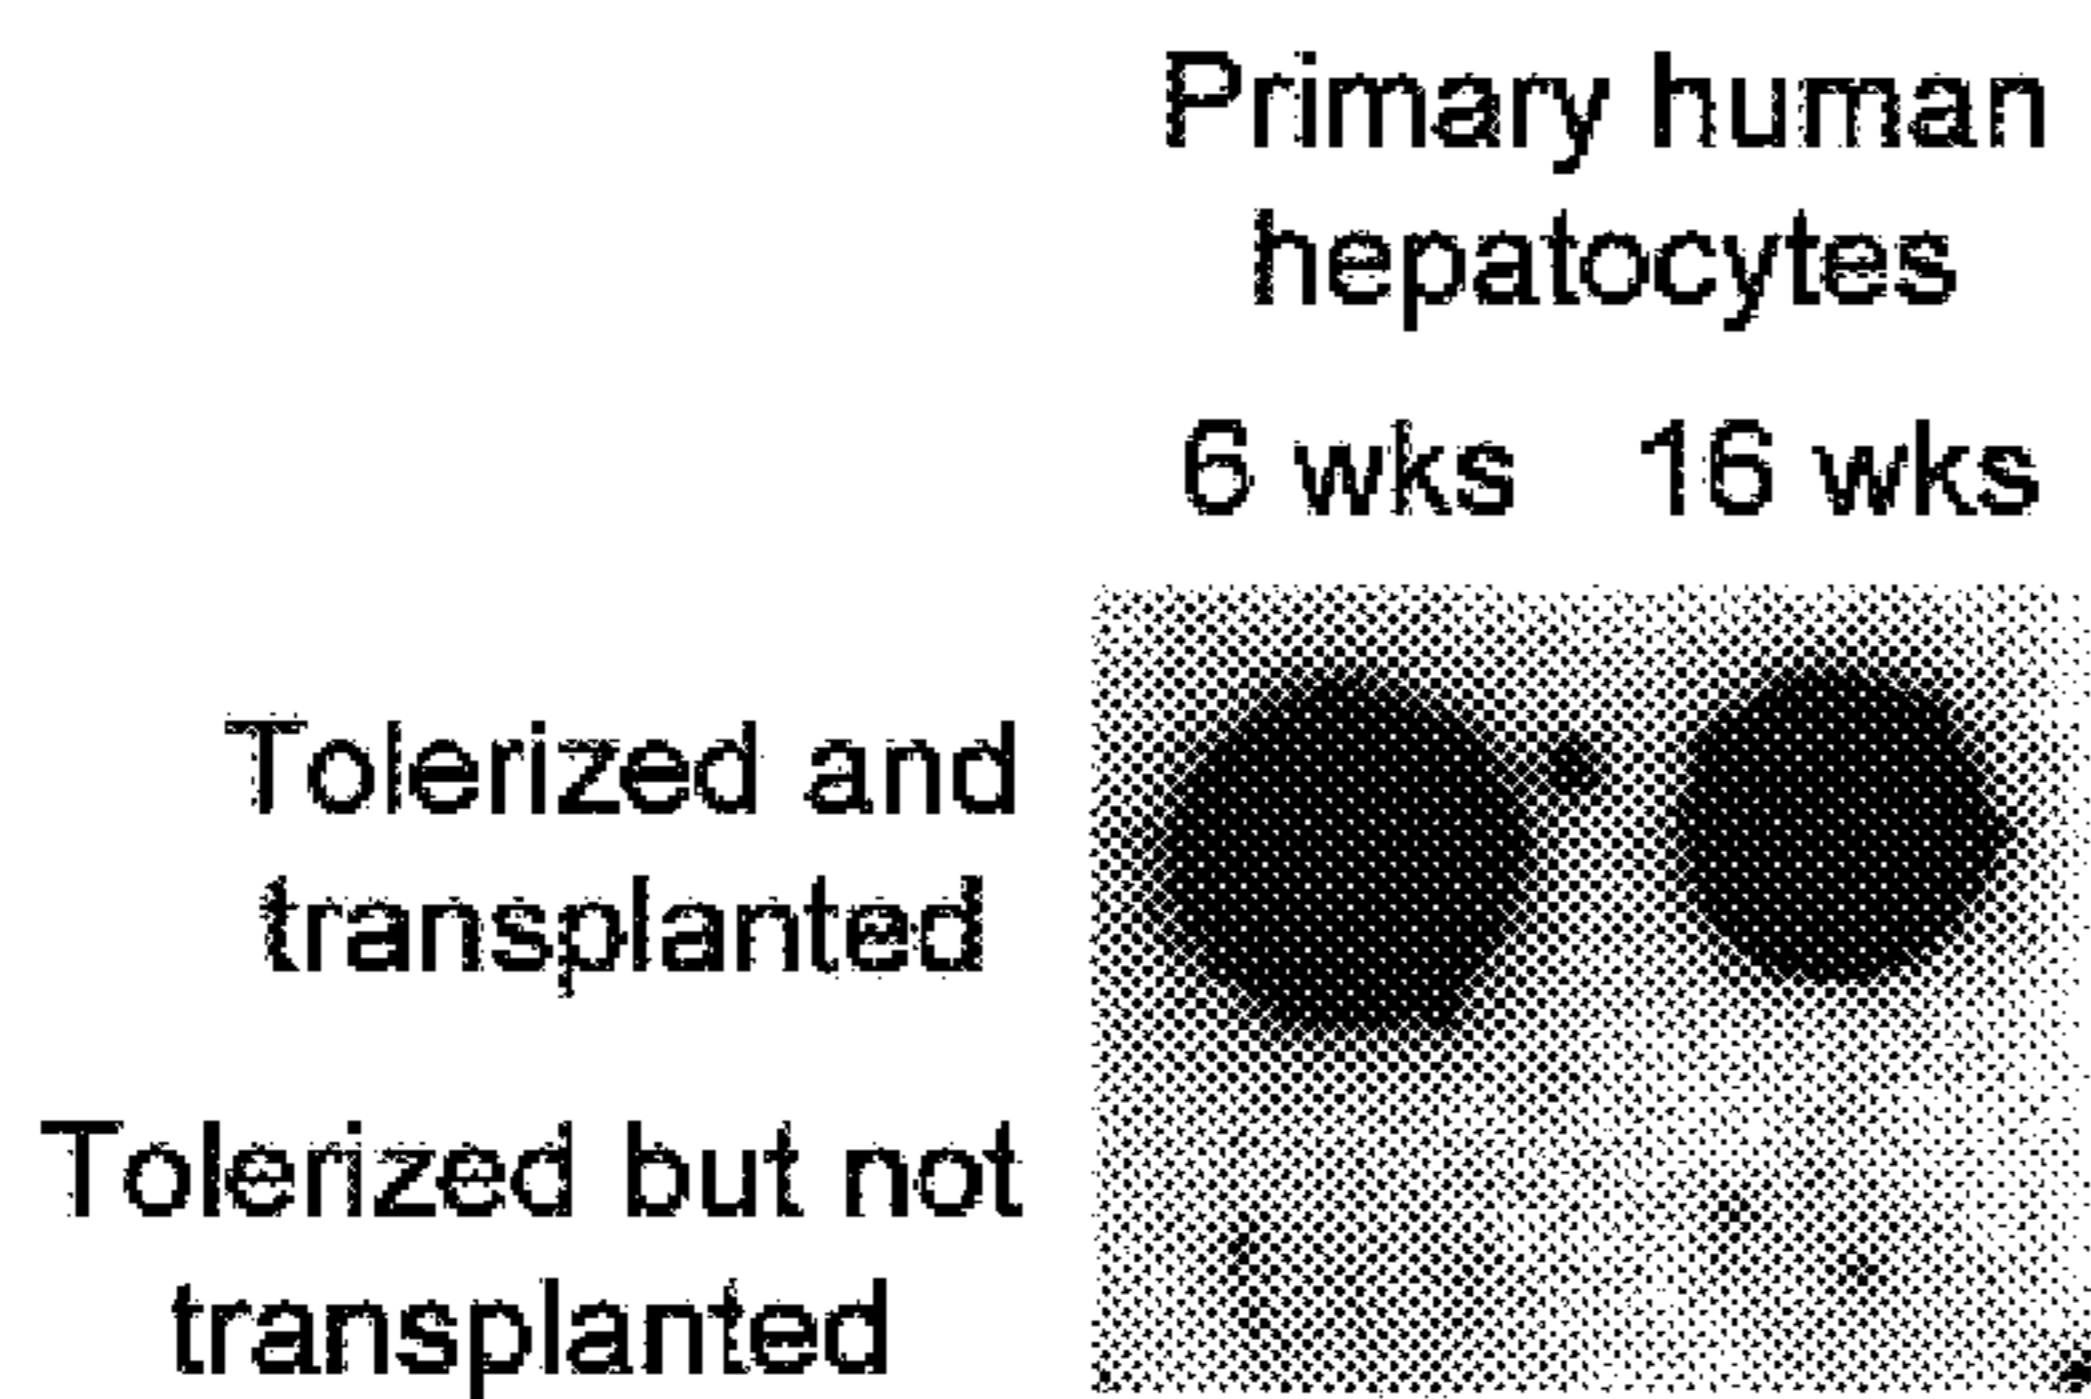 Primary human
hepatocytes
6 wks 16 wks
Tolerized and
transplanted
Tolerized but not
transplanted